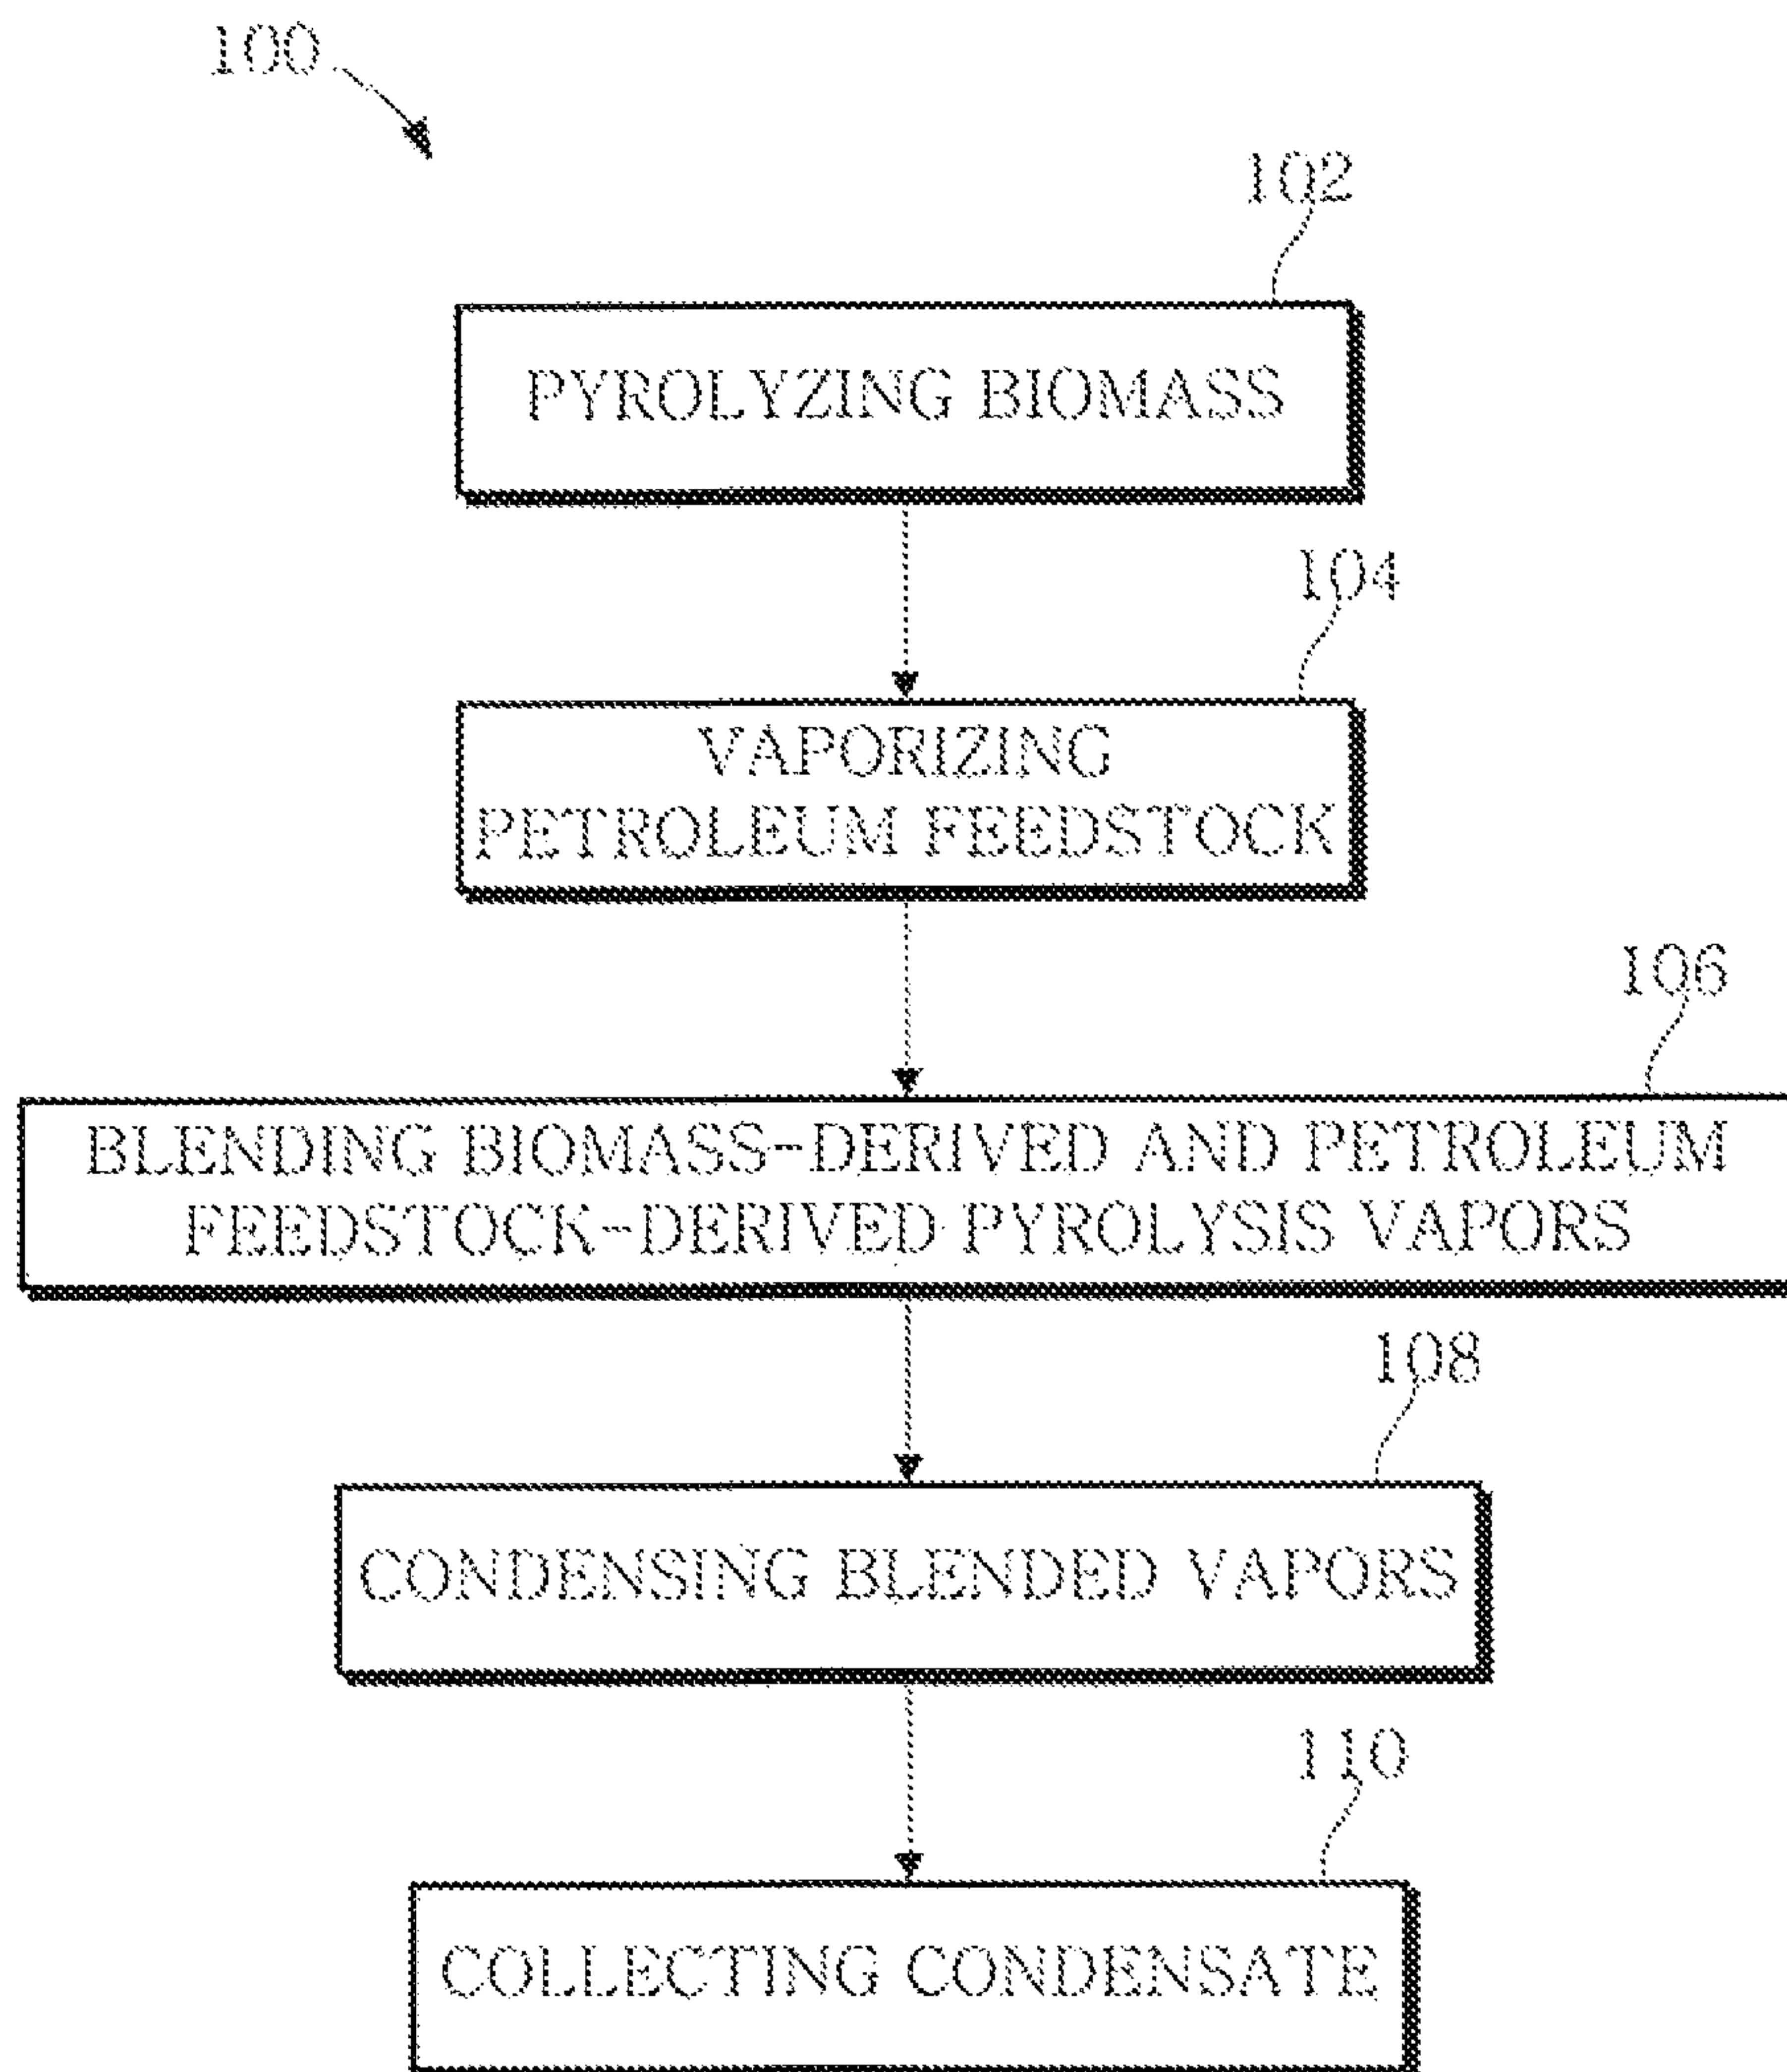 100
102
PYROLYZING BIOMASS
104
VAPORIZING
PETROLEUM FEEDSTOCK
106
BLENDING BIOMASS-DERIVED AND PETROLEUM
FEEDSTOCK-DERIVED PYROLYSIS VAPORS
108
CONDENSING BLENDED VAPORS
110
COLLECTING CONDENSATE